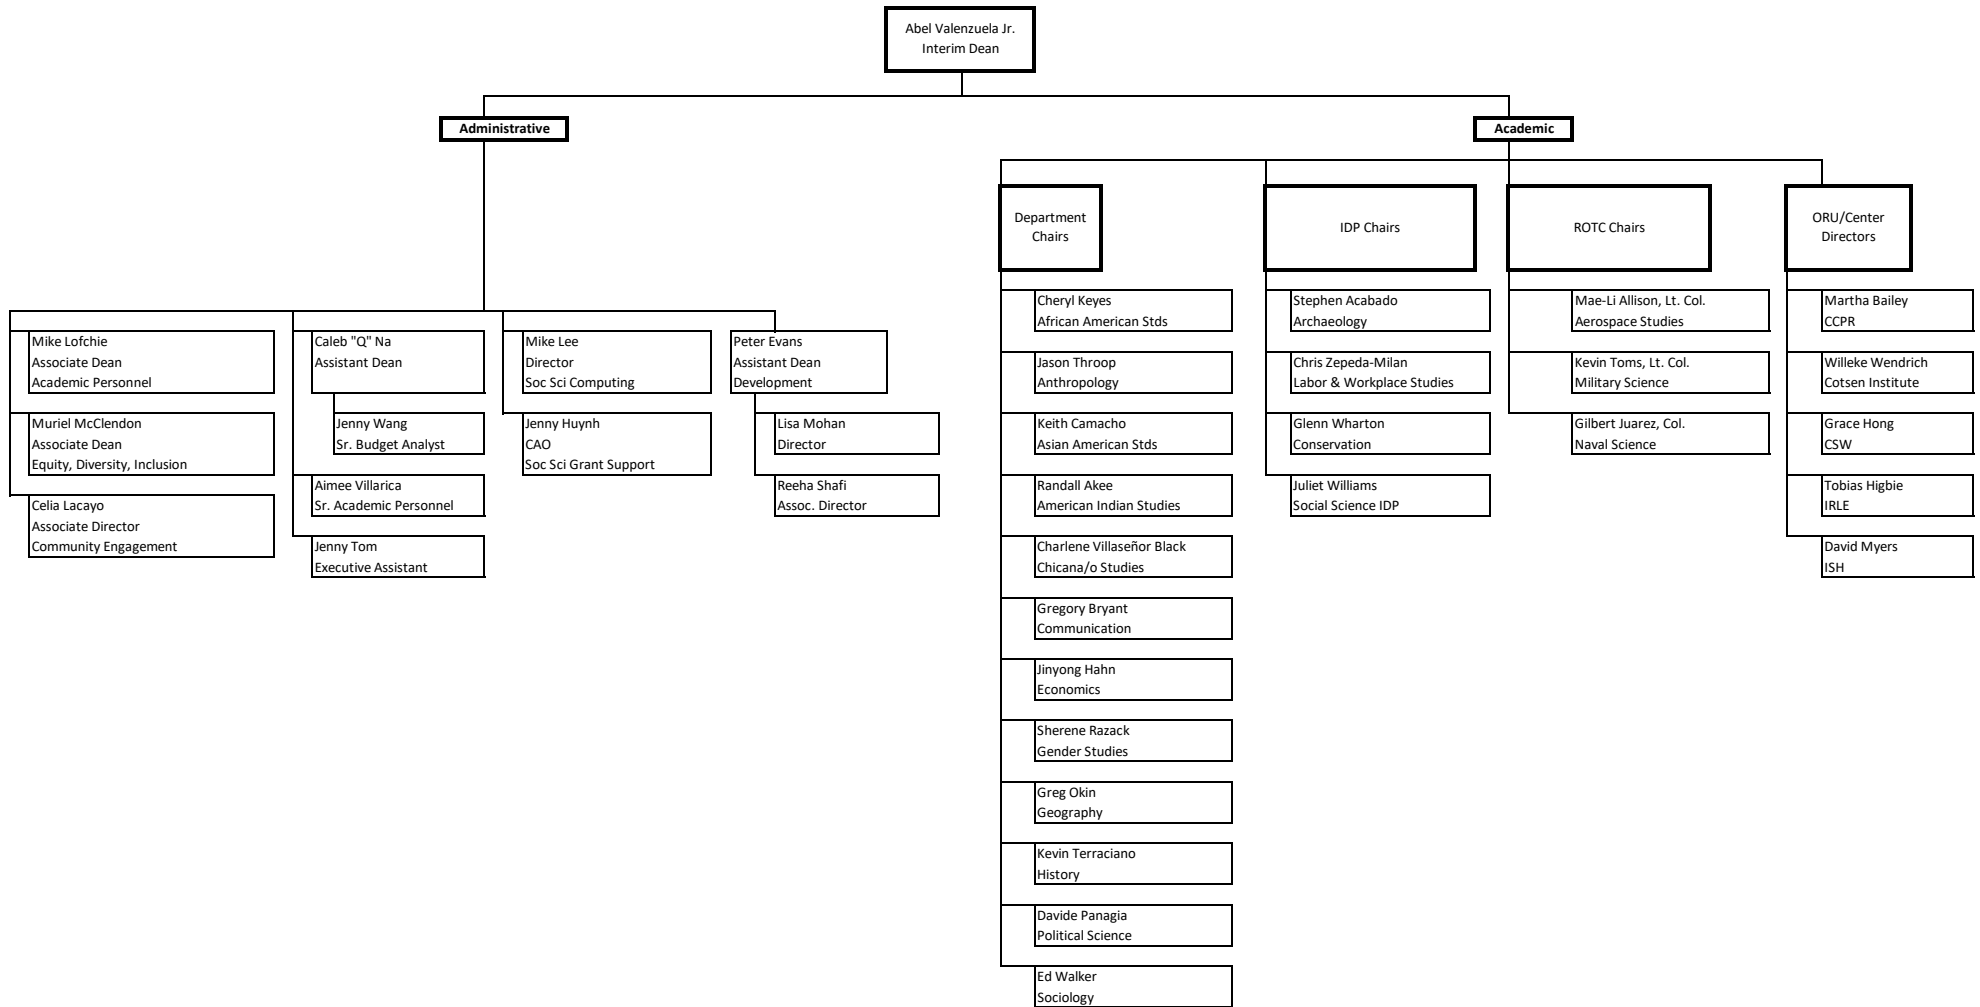 Abel Valenzuela Jr.
Interim Dean
Administrative
Academic
Department
Chairs
IDP Chairs
ROTC Chairs
ORU/Center
Directors
Mike Lofchie
Associate Dean
Academic Personnel
Muriel McClendon
Associate Dean
Equity, Diversity, Inclusion
Celia Lacayo
Associate Director
Community Engagement
Caleb "Q" Na
Assistant Dean
Jenny Wang
Sr. Budget Analyst
Aimee Villarica
Sr. Academic Personnel
Jenny Tom
Executive Assistant
Mike Lee
Director
Soc Sci Computing
Jenny Huynh
CAO
Soc Sci Grant Support
Peter Evans
Assistant Dean
Development
Lisa Mohan
Director
Reeha Shafi
Assoc. Director
Cheryl Keyes
African American Stds
Jason Throop
Anthropology
Keith Camacho
Asian American Stds
Randall Akee
American Indian Studies
Charlene Villaseñor Black
Chicana/o Studies
Gregory Bryant
Communication
Jinyong Hahn
Economics
Sherene Razack
Gender Studies
Greg Okin
Geography
Kevin Terraciano
History
Davide Panagia
Political Science
Ed Walker
Sociology
Stephen Acabado
Archaeology
Chris Zepeda-Milan
Labor & Workplace Studies
Glenn Wharton
Conservation
Juliet Williams
Social Science IDP
Mae-Li Allison, Lt. Col.
Aerospace Studies
Kevin Toms, Lt. Col.
Military Science
Gilbert Juarez, Col.
Naval Science
Martha Bailey
CCPR
Willeke Wendrich
Cotsen Institute
Grace Hong
CSW
Tobias Higbie
IRLE
David Myers
ISH